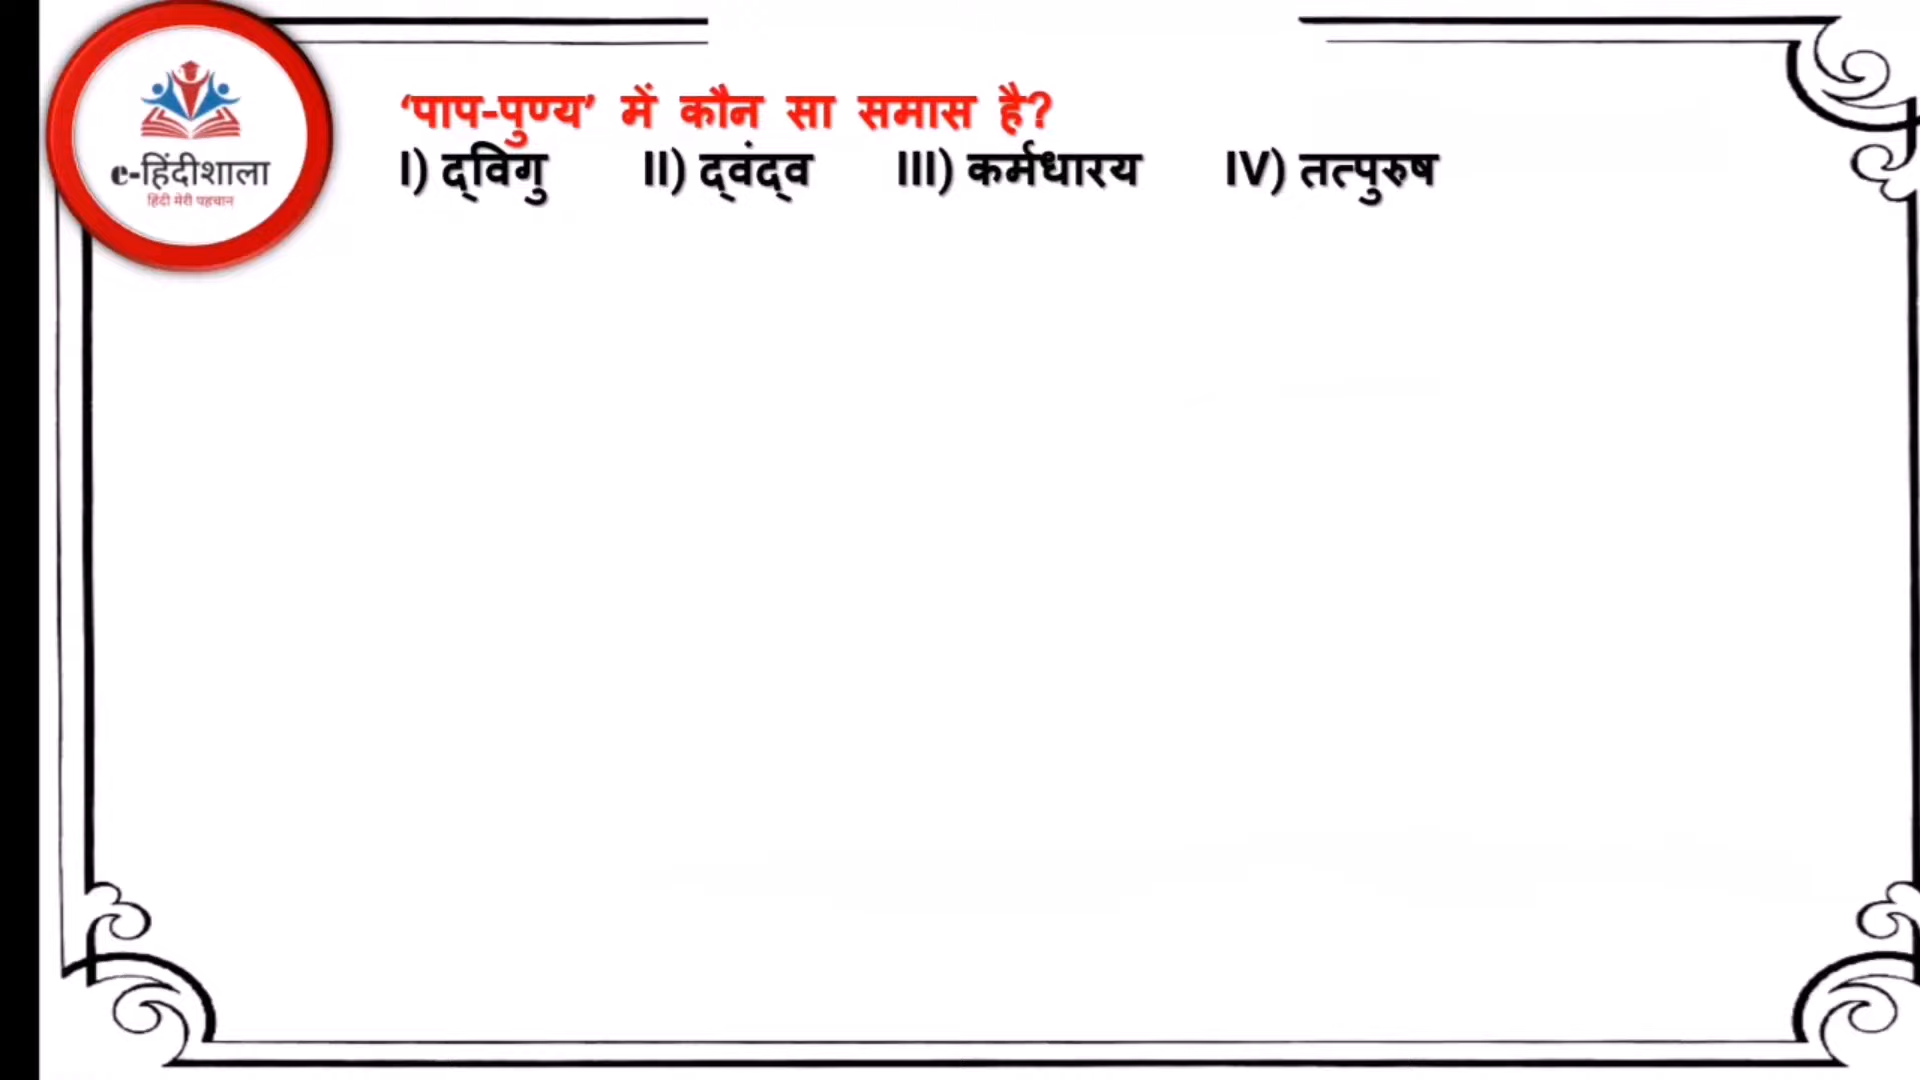 e-हिंदीशाला
हिंदी मेरी पहचान
‘पाप-पुण्य’ में कौन सा समास है?
I) द्विगु II) द्वंद्व III) कर्मधारय IV) तत्पुरुष